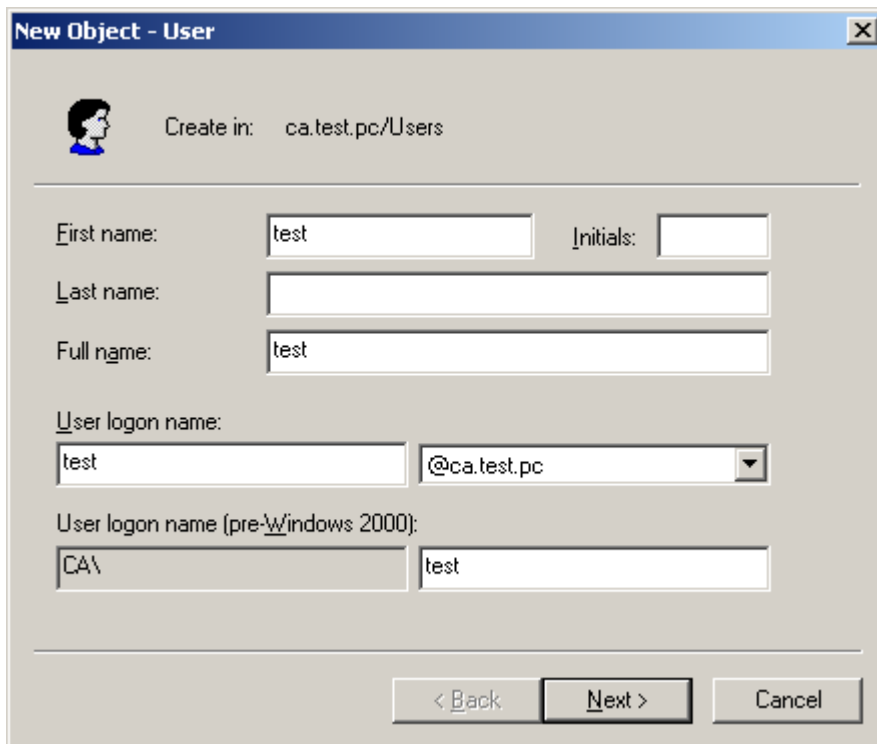 New Object - User
Create in: ca.test.pc/Users
First name: test Initials:
Last name:
Full name: test
User logon name:
test @ca.test.pc
User logon name (pre-Windows 2000):
CA\ test
< Back Next > Cancel